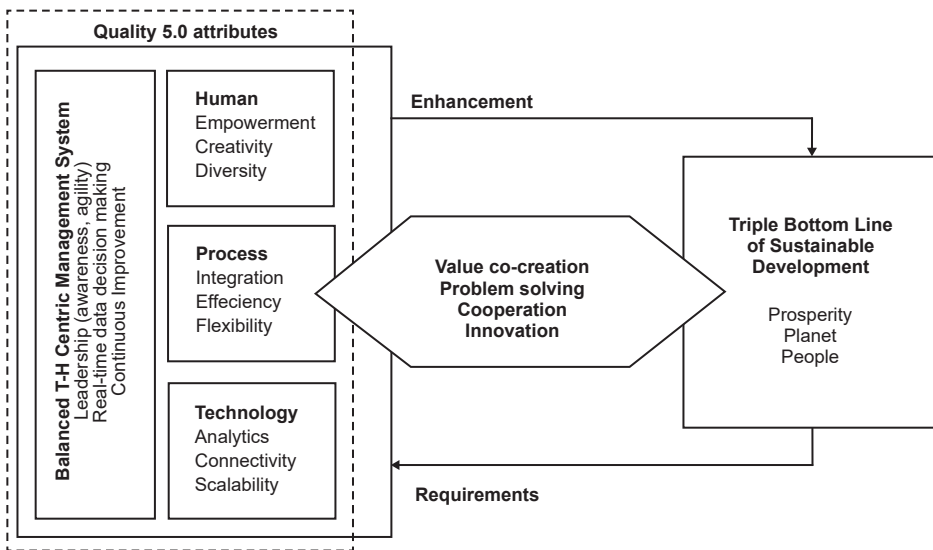 Quality 5.0 attributes
Balanced T-H Centric Management System
Leadership (awareness, agility)
Real-time data decision making
Continuous Improvement
Human
Empowerment
Creativity
Diversity
Process
Integration
Effeciency
Flexibility
Technology
Analytics
Connectivity
Scalability
Enhancement
Value co-creation
Problem solving
Cooperation
Innovation
Requirements
Triple Bottom Line
of Sustainable
Development
Prosperity
Planet
People